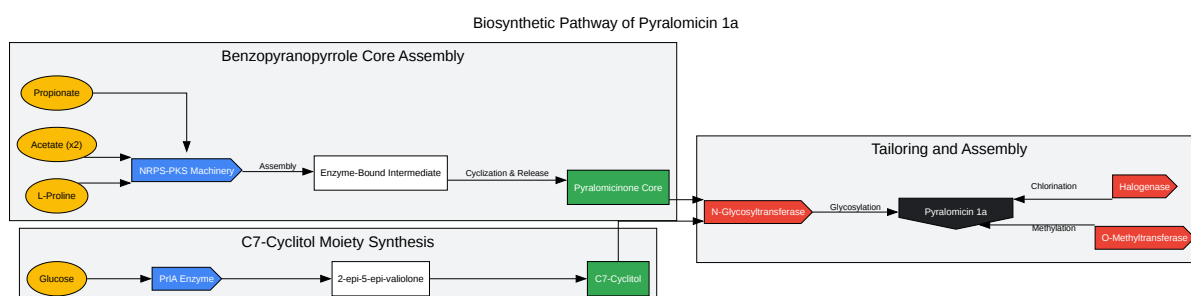 Biosynthetic Pathway of Pyralomicin 1a
Benzopyranopyrrole Core Assembly
Propionate
Acetate (x2)
L-Proline
NRPS-PKS Machinery
Assembly
Enzyme-Bound Intermediate
Cyclization & Release
Pyralomicinone Core
C7-Cyclitol Moiety Synthesis
Glucose
PrlA Enzyme
2-epi-5-epi-valiolone
C7-Cyclitol
Tailoring and Assembly
N-Glycosyltransferase
Glycosylation
Pyralomicin 1a
Chlorination
Halogenase
Methylation
O-Methyltransferase